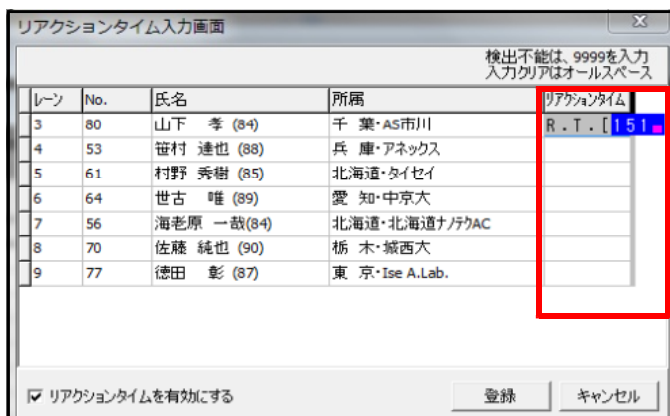 リアクションタイム入力画面
検出不能は、9999を入力
入力クリアはオールスペース
レーン No. 氏名 所属 リアクションタイム
3 80 山下 孝 (84) 千 葉・AS市川 R.T.[151
4 53 笹村 達也 (88) 兵 庫・アネックス
5 61 村野 秀樹 (85) 北海道・タイセイ
6 64 世古 唯 (89) 愛 知・中京大
7 56 海老原 一哉(84) 北海道・北海道ナノテクAC
8 70 佐藤 純也 (90) 栃 木・城西大
9 77 徳田 彰 (87) 東 京・Ise A.Lab.
リアクションタイムを有効にする 登録 キャンセル